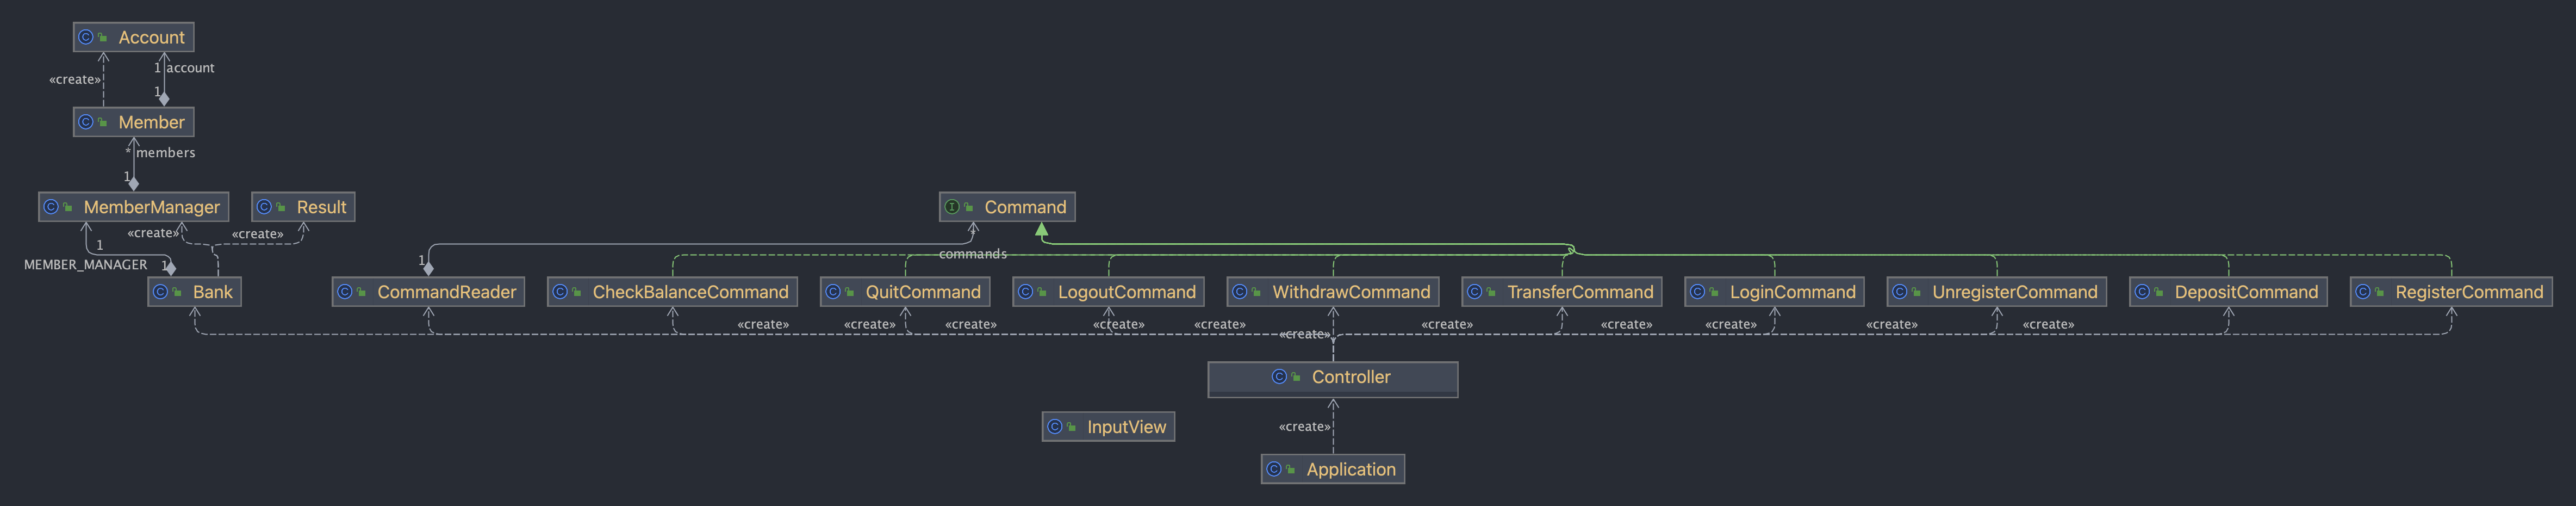 Account
1 account
«create»
1
Member
* members
1
MemberManager
Result
Command
«create»
«create»
1
*
commands
MEMBER_MANAGER
1
1
Bank
CommandReader
CheckBalanceCommand
QuitCommand
LogoutCommand
WithdrawCommand
TransferCommand
LoginCommand
UnregisterCommand
DepositCommand
RegisterCommand
«create»
«create»
«create»
«create»
«create»
«create»
«create»
«create»
«create»
«create»
«create»
Controller
InputView
«create»
Application